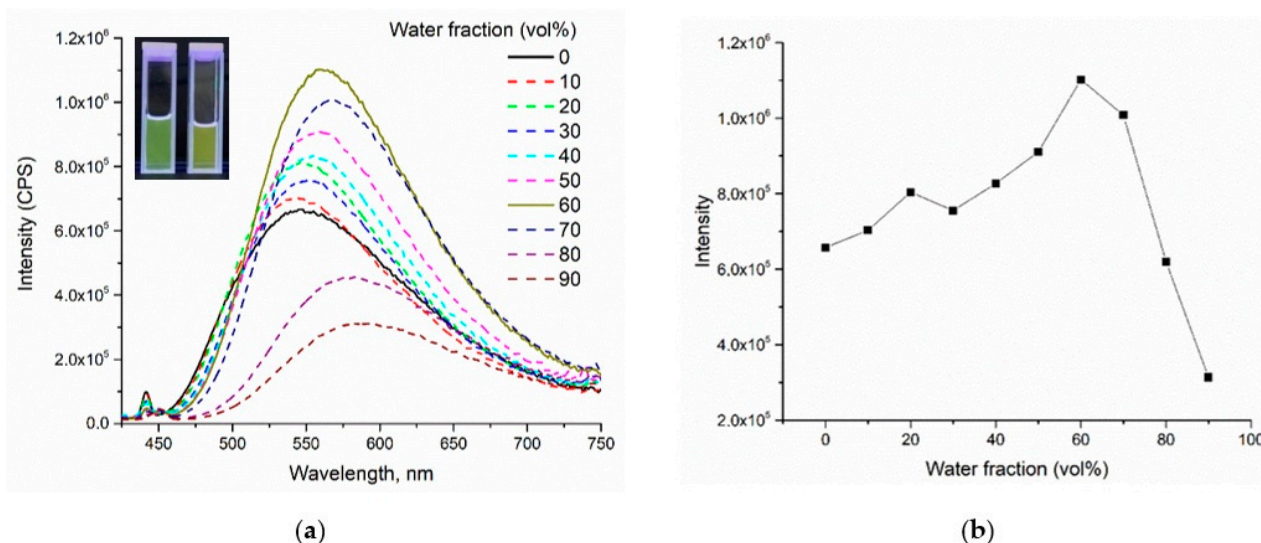 1.2x10⁶
1.0x10⁶
8.0x10⁵
6.0x10⁵
4.0x10⁵
2.0x10⁵
0.0
Intensity (CPS)
450 500 550 600 650 700 750
Wavelength, nm
Water fraction (vol%)
0
10
20
30
40
50
60
70
80
90
(a)
1.2x10⁶
1.0x10⁶
8.0x10⁵
6.0x10⁵
4.0x10⁵
2.0x10⁵
Intensity
0 20 40 60 80 100
Water fraction (vol%)
(b)